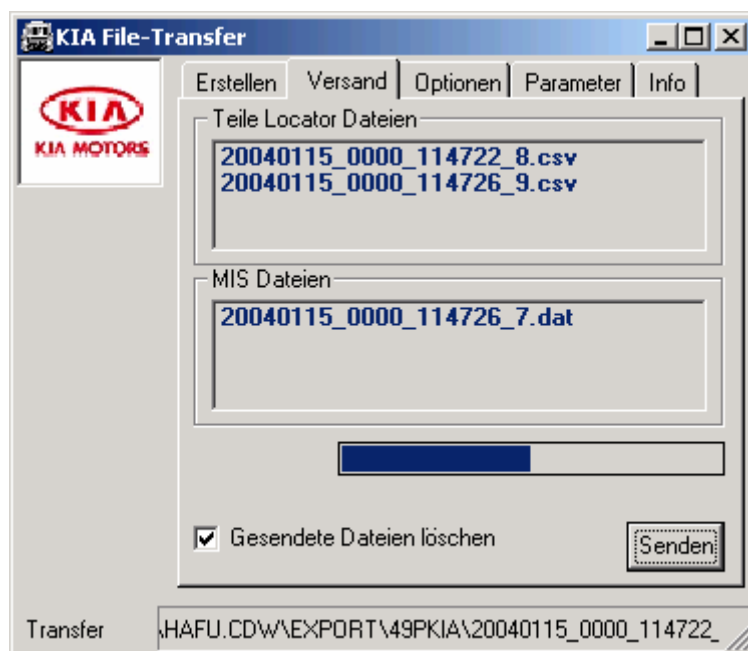 KIA File-Transfer
KIA
KIA MOTORS
Erstellen Versand Optionen Parameter Info
Teile Locator Dateien
20040115_0000_114722_8.csv
20040115_0000_114726_9.csv
MIS Dateien
20040115_0000_114726_7.dat
Gesendete Dateien löschen
Senden
Transfer \HAFU.CDW\EXPORT\49PKIA\20040115_0000_114722_